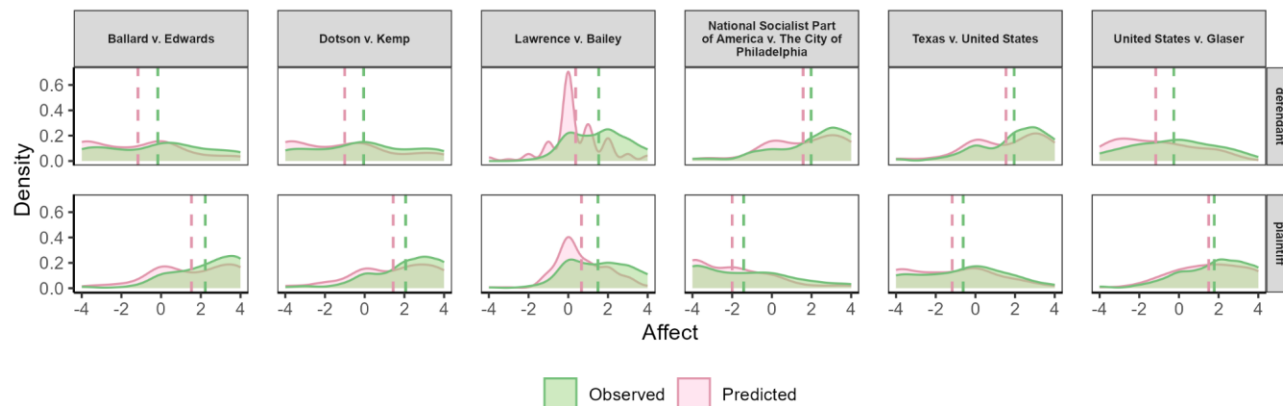 Ballard v. Edwards
Dotson v. Kemp
Lawrence v. Bailey
National Socialist Part
of America v. The City of
Philadelphia
Texas v. United States
United States v. Glaser
Density
0.6
0.4
0.2
0.0
defendant
0.6
0.4
0.2
0.0
plaintiff
-4 -2 0 2 4
-4 -2 0 2 4
-4 -2 0 2 4
-4 -2 0 2 4
-4 -2 0 2 4
-4 -2 0 2 4
Affect
Observed
Predicted